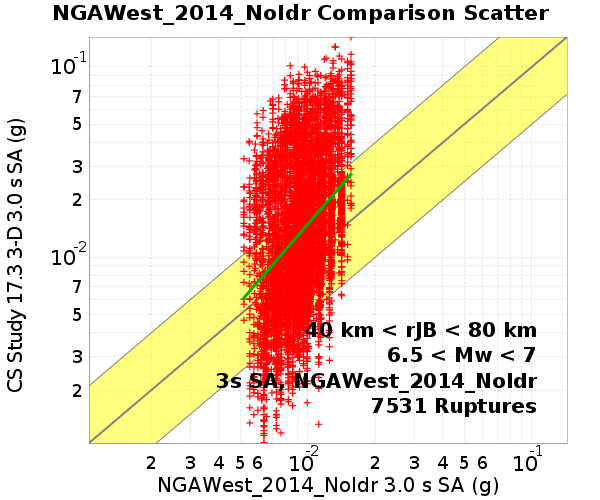 NGAWest_2014_NoIdr Comparison Scatter
CS Study 17.3 3-D 3.0 s SA (g)
10-1
7
5
3
2
10-2
7
5
3
2
40 km < rJB < 80 km
6.5 < Mw < 7
3s SA, NGAWest_2014_NoIdr
7531 Ruptures
2 3 4 5 6 10-2 2 3 4 5 6 10-1
NGAWest_2014_NoIdr 3.0 s SA (g)